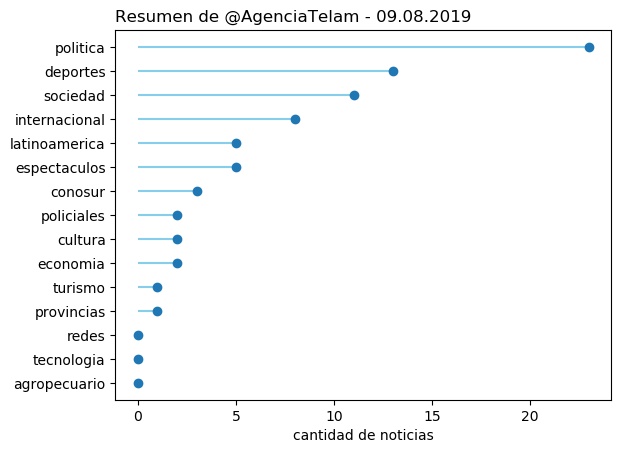 Resumen de @AgenciaTelam - 09.08.2019
politica
deportes
sociedad
internacional
latinoamerica
espectaculos
conosur
policiales
cultura
economia
turismo
provincias
redes
tecnologia
agropecuario
0 5 10 15 20
cantidad de noticias